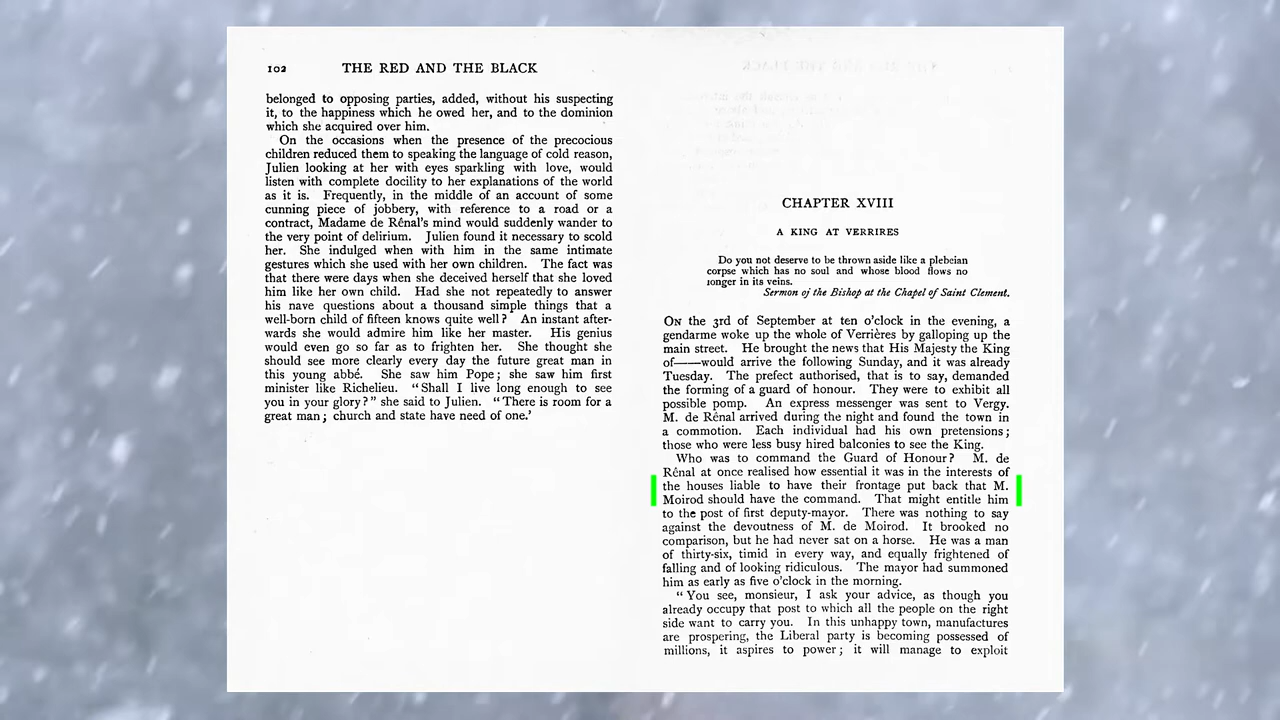 102 THE RED AND THE BLACK
belonged to opposing parties, added, without his suspecting
it, to the happiness which he owed her, and to the dominion
which she acquired over him.
On the occasions when the presence of the precocious
children reduced them to speaking the language of cold reason,
Julien looking at her with eyes sparkling with love, would
listen with complete docility to her explanations of the world
as it is. Frequently, in the middle of an account of some
cunning piece of jobbery, with reference to a road or a
contract, Madame de Rênal's mind would suddenly wander to
the very point of delirium. Julien found it necessary to scold
her. She indulged when with him in the same intimate
gestures which she used with her own children. The fact was
that there were days when she deceived herself that she loved
him like her own child. Had she not repeatedly to answer
his nave questions about a thousand simple things that a
well-born child of fifteen knows quite well? An instant after-
wards she would admire him like her master. His genius
would even go so far as to frighten her. She thought she
should see more clearly every day the future great man in
this young abbé. She saw him Pope; she saw him first
minister like Richelieu. "Shall I live long enough to see
you in your glory?" she said to Julien. "There is room for a
great man; church and state have need of one.'
CHAPTER XVIII
A KING AT VERRIRES
Do you not deserve to be thrown aside like a plebeian
corpse which has no soul and whose blood flows no
longer in its veins.
Sermon of the Bishop at the Chapel of Saint Clement.
ON the 3rd of September at ten o'clock in the evening, a
gendarme woke up the whole of Verrières by galloping up the
main street. He brought the news that His Majesty the King
of——would arrive the following Sunday, and it was already
Tuesday. The prefect authorised, that is to say, demanded
the forming of a guard of honour. They were to exhibit all
possible pomp. An express messenger was sent to Vergy.
M. de Rênal arrived during the night and found the town in
a commotion. Each individual had his own pretensions;
those who were less busy hired balconies to see the King.
Who was to command the Guard of Honour? M. de
Rênal at once realised how essential it was in the interests of
the houses liable to have their frontage put back that M.
Moirod should have the command. That might entitle him
to the post of first deputy-mayor. There was nothing to say
against the devoutness of M. de Moirod. It brooked no
comparison, but he had never sat on a horse. He was a man
of thirty-six, timid in every way, and equally frightened of
falling and of looking ridiculous. The mayor had summoned
him as early as five o'clock in the morning.
"You see, monsieur, I ask your advice, as though you
already occupy that post to which all the people on the right
side want to carry you. In this unhappy town, manufactures
are prospering, the Liberal party is becoming possessed of
millions, it aspires to power; it will manage to exploit